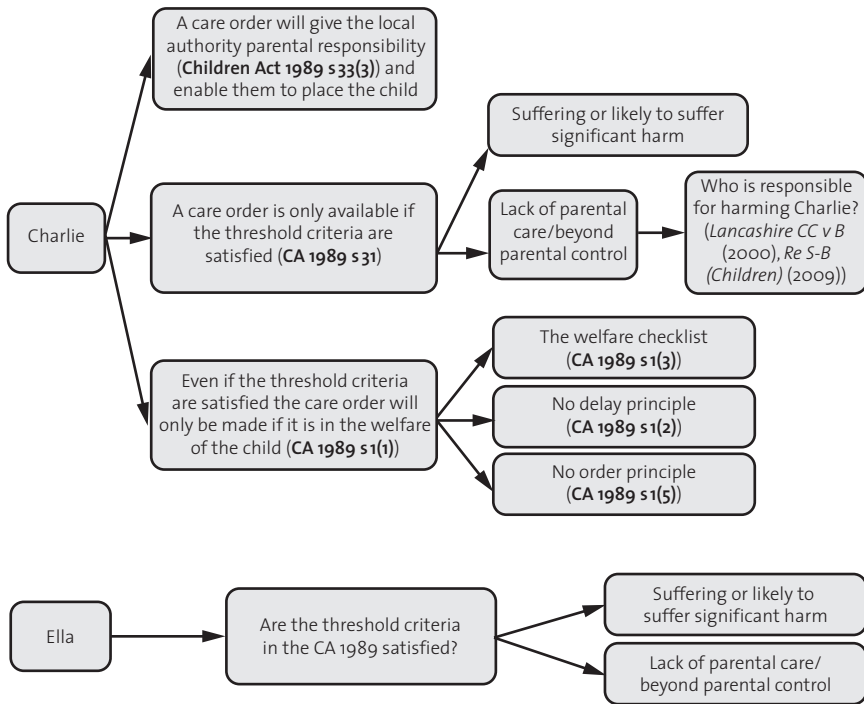 A care order will give the local
authority parental responsibility
(Children Act 1989 s 33(3)) and
enable them to place the child
Suffering or likely to suffer
significant harm
Charlie
A care order is only available if
the threshold criteria are
satisfied (CA 1989 s 31)
Lack of parental
care/beyond
parental control
Who is responsible
for harming Charlie?
(Lancashire CC v B
(2000), Re S-B
(Children) (2009))
Even if the threshold criteria
are satisfied the care order will
only be made if it is in the welfare
of the child (CA 1989 s 1(1))
The welfare checklist
(CA 1989 s 1(3))
No delay principle
(CA 1989 s 1(2))
No order principle
(CA 1989 s 1(5))
Ella
Are the threshold criteria
in the CA 1989 satisfied?
Suffering or likely to
suffer significant harm
Lack of parental care/
beyond parental control